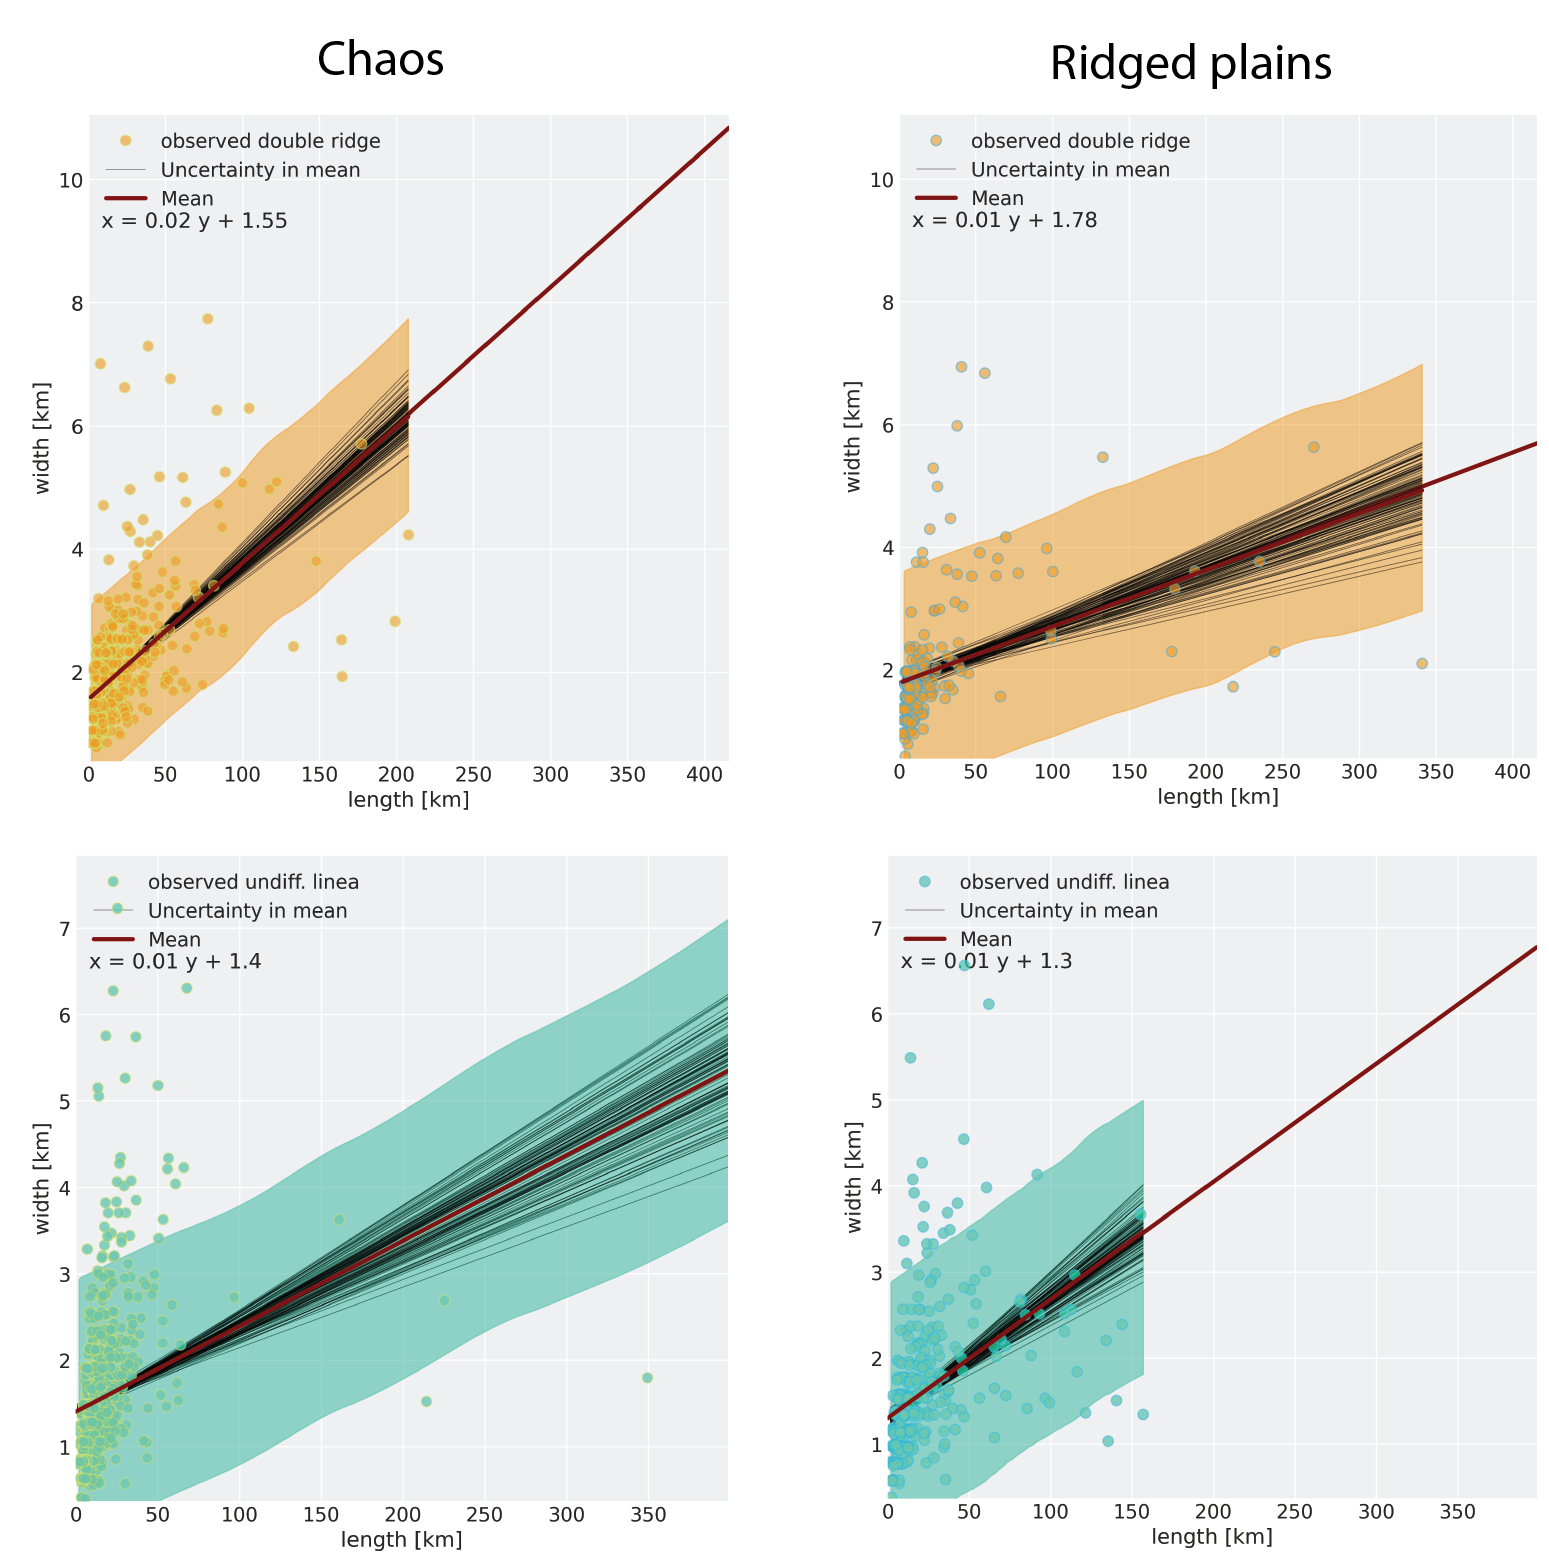 Chaos
Ridged plains
observed double ridge
Uncertainty in mean
Mean
x = 0.02 y + 1.55
10
8
6
4
2
width [km]
0 50 100 150 200 250 300 350 400
length [km]
observed double ridge
Uncertainty in mean
Mean
x = 0.01 y + 1.78
10
8
6
4
2
width [km]
0 50 100 150 200 250 300 350 400
length [km]
observed undiff. linea
Uncertainty in mean
Mean
x = 0.01 y + 1.4
7
6
5
4
3
2
1
width [km]
0 50 100 150 200 250 300 350
length [km]
observed undiff. linea
Uncertainty in mean
Mean
x = 0.01 y + 1.3
7
6
5
4
3
2
1
width [km]
0 50 100 150 200 250 300 350
length [km]